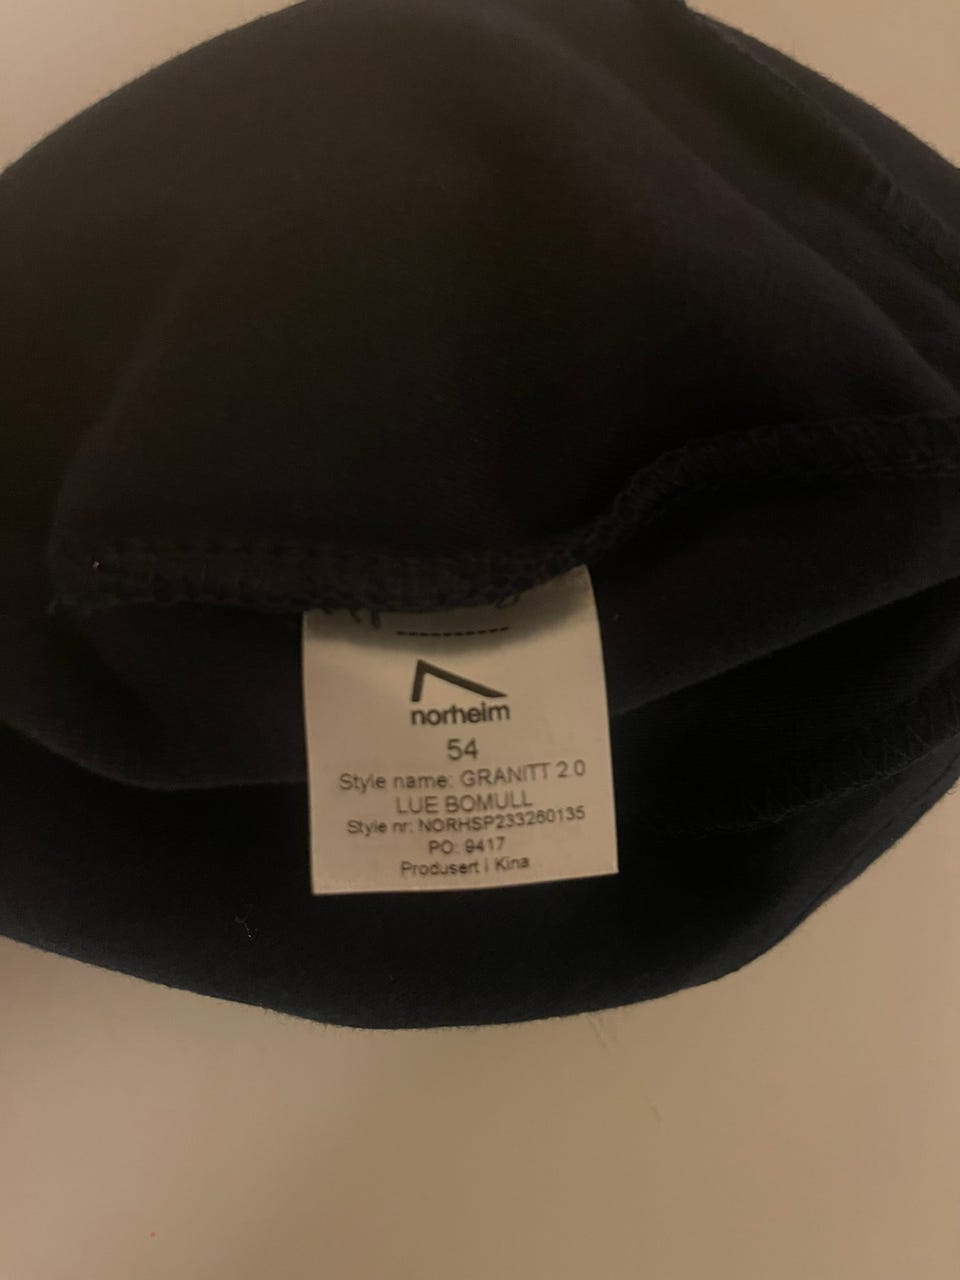 norheim
54
Style name: GRANITT 2.0
LUE BOMULL
Style nr: NORHSP233260135
PO: 9417
Produsert i Kina